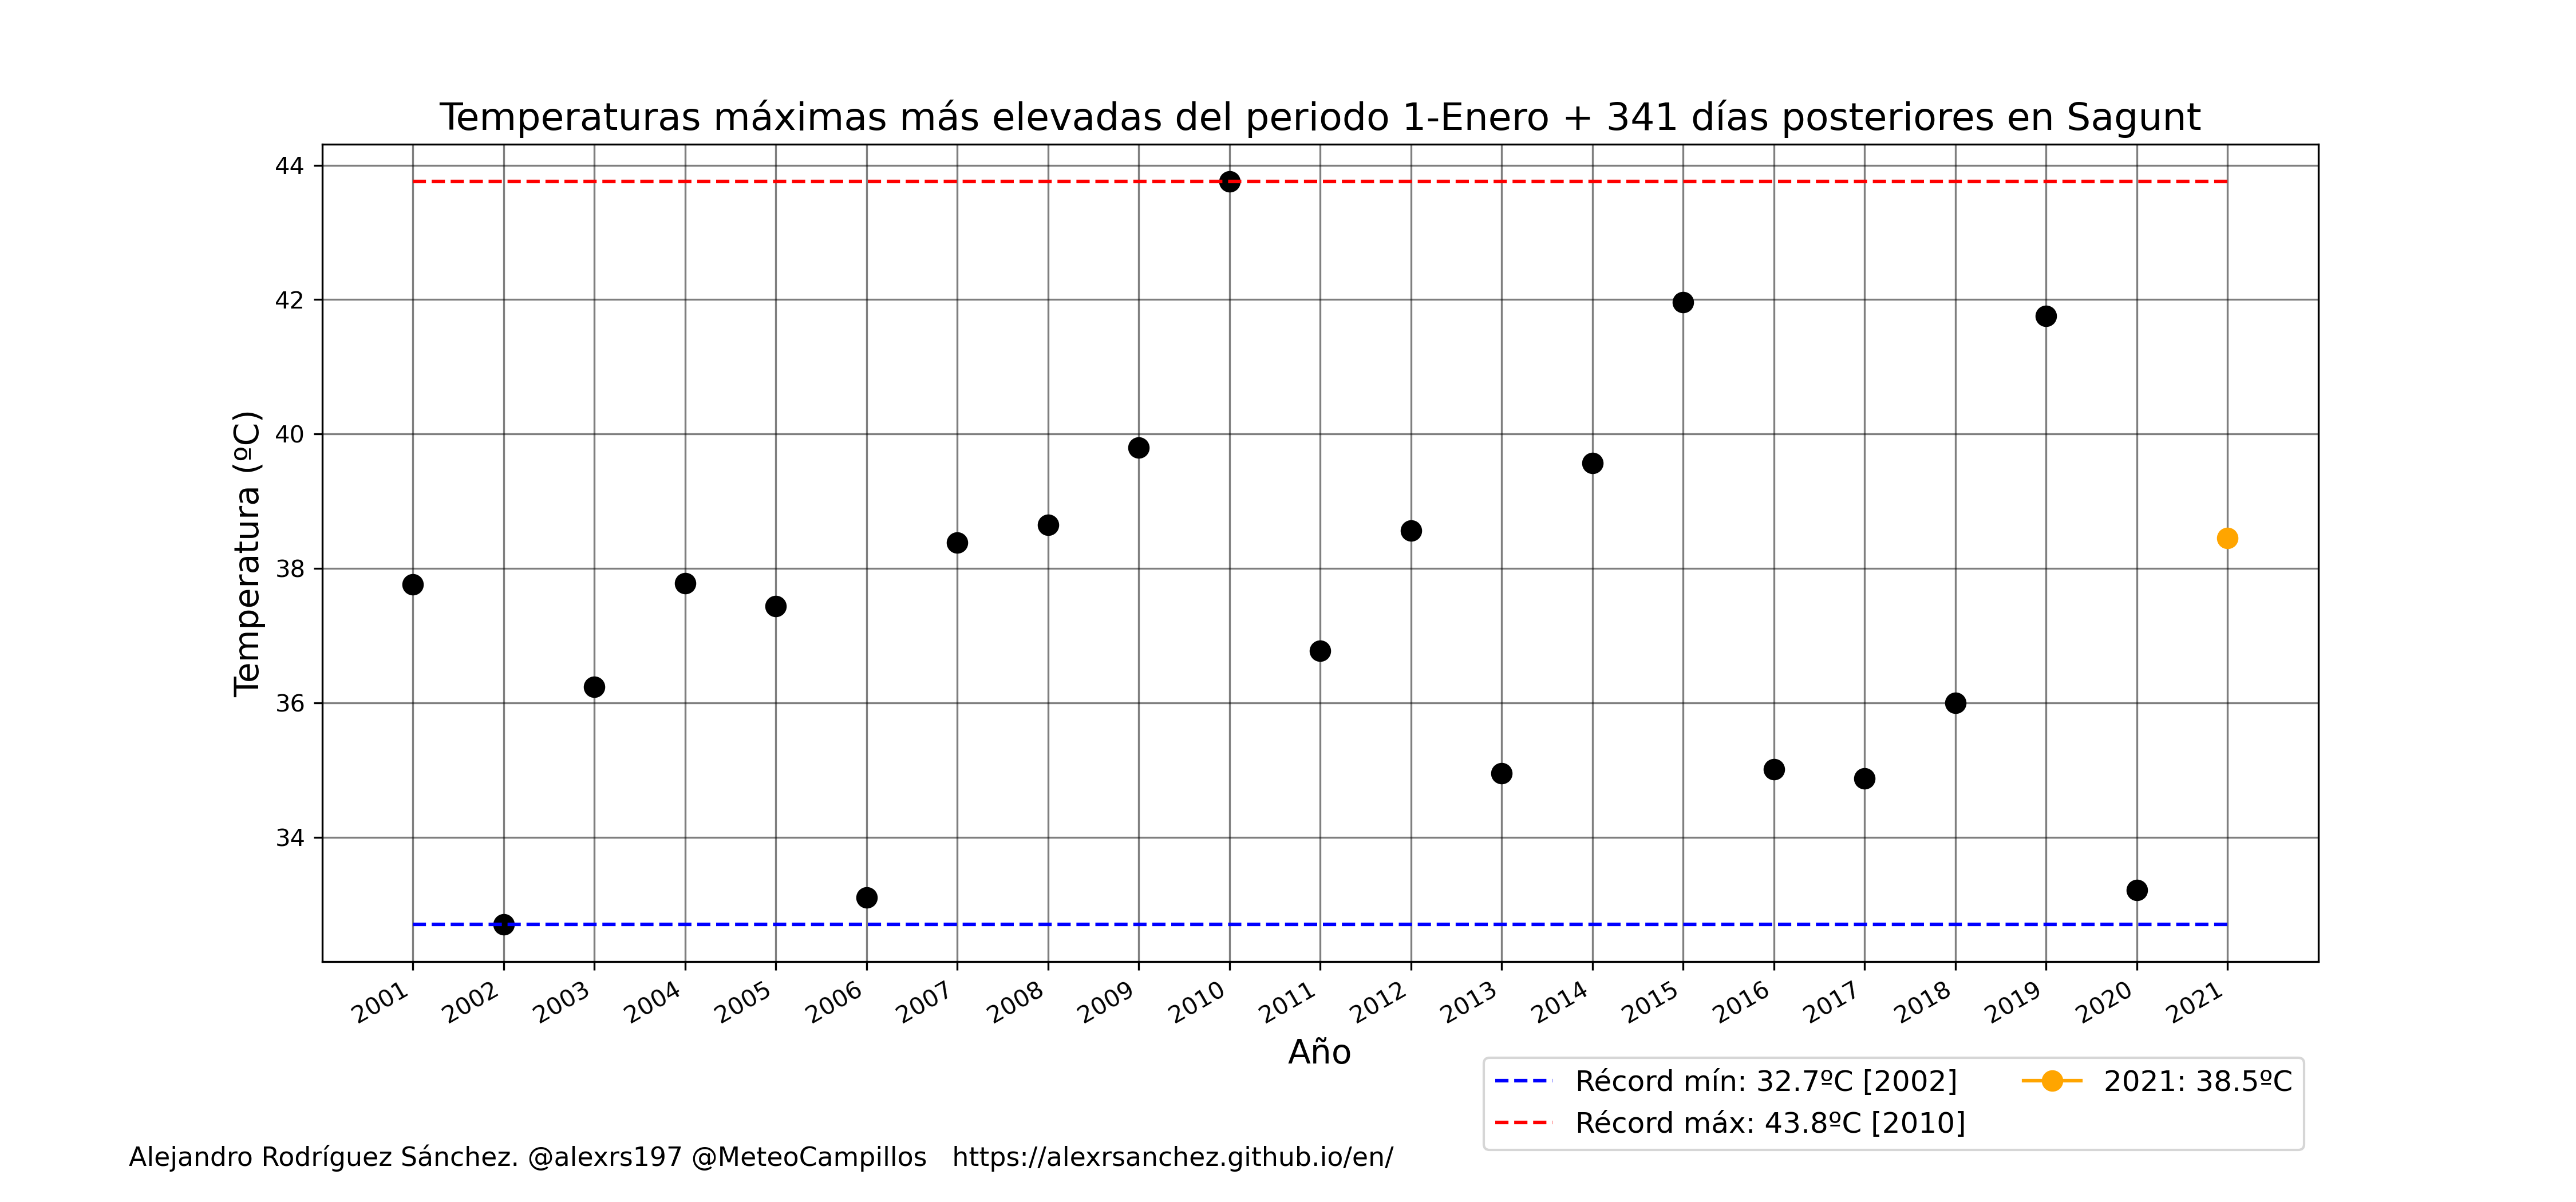 Temperaturas máximas más elevadas del periodo 1-Enero + 341 días posteriores en Sagunt
Temperatura (ºC)
44
42
40
38
36
34
2001 2002 2003 2004 2005 2006 2007 2008 2009 2010 2011 2012 2013 2014 2015 2016 2017 2018 2019 2020 2021
Año
Récord mín: 32.7ºC [2002]
Récord máx: 43.8ºC [2010]
2021: 38.5ºC
Alejandro Rodríguez Sánchez. @alexrs197 @MeteoCampillos https://alexrsanchez.github.io/en/